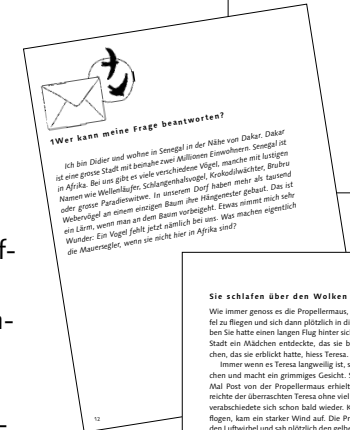 1Wer kann meine Frage beantworten?
Ich bin Didier und wohne in Senegal in der Nähe von Dakar. Dakar
ist eine grosse Stadt mit beinahe zwei Millionen Einwohnern. Senegal ist
in Afrika. Bei uns gibt es viele verschiedene Vögel, manche mit lustigen
Namen wie Wellenläufer, Schlangenhalsvogel, Krokodilwächter, Brubru
oder grosse Paradieswitwe. In unserem Dorf haben mehr als tausend
Webervögel an einem einzigen Baum ihre Hängenester gebaut. Das ist
ein Lärm, wenn man an dem Baum vorbeigeht. Etwas nimmt mich sehr
Wunder: Ein Vogel fehlt jetzt nämlich bei uns. Was machen eigentlich
die Mauersegler, wenn sie nicht hier in Afrika sind?
12
f-
n-
Sie schlafen über den Wolken
Wie immer genoss es die Propellermaus,
fel zu fliegen und sich dann plötzlich in di
ben Sie hatte einen langen Flug hinter sic
Stadt ein Mädchen entdeckte, das sie b
chen, das sie erblickt hatte, hiess Teresa.
Immer wenn es Teresa langweilig ist, s
chen und macht ein grimmiges Gesicht. S
Mal Post von der Propellermaus erhielt
reichte der überraschten Teresa ohne viel
verabschiedete sich schon bald wieder. K
flogen, kam ein starker Wind auf. Die Pr
den Luftwirbel und sah plötzlich den gelbe